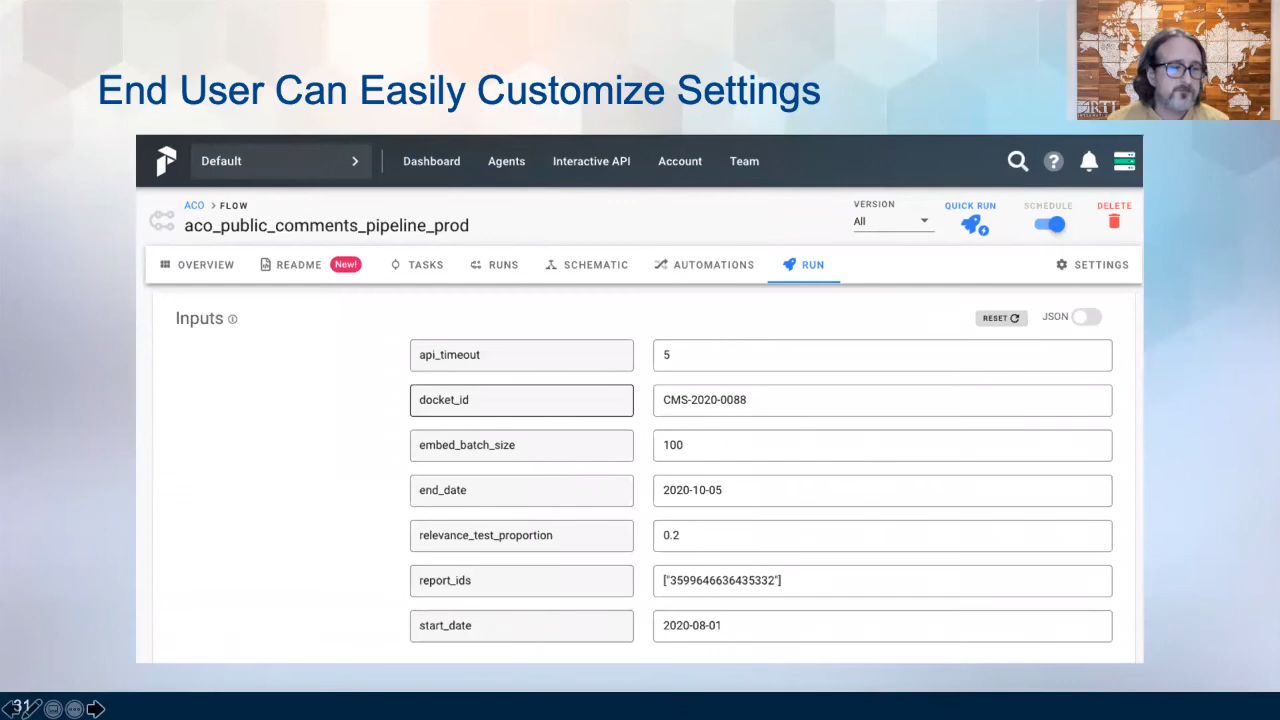 End User Can Easily Customize Settings
RTI
Default
Dashboard
Agents
Interactive API
Account
Team
ACO > FLOW
aco_public_comments_pipeline_prod
VERSION
All
QUICK RUN
SCHEDULE
DELETE
OVERVIEW
README
New!
TASKS
RUNS
SCHEMATIC
AUTOMATIONS
RUN
SETTINGS
Inputs
RESET
JSON
api_timeout 5
docket_id CMS-2020-0088
embed_batch_size 100
end_date 2020-10-05
relevance_test_proportion 0.2
report_ids ["3599646636435332"]
start_date 2020-08-01
31